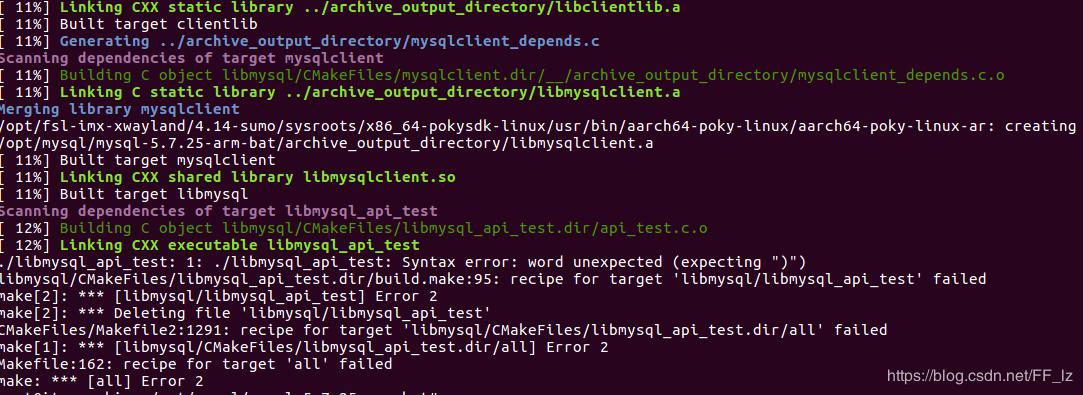 [ 11%] Linking CXX static library ../archive_output_directory/libclientlib.a
[ 11%] Built target clientlib
[ 11%] Generating ../archive_output_directory/mysqlclient_depends.c
Scanning dependencies of target mysqlclient
[ 11%] Building C object libmysql/CMakeFiles/mysqlclient.dir/__/archive_output_directory/mysqlclient_depends.c.o
[ 11%] Linking C static library ../archive_output_directory/libmysqlclient.a
Merging library mysqlclient
/opt/fsl-imx-xwayland/4.14-sumo/sysroots/x86_64-pokysdk-linux/usr/bin/aarch64-poky-linux/aarch64-poky-linux-ar: creating
/opt/mysql/mysql-5.7.25-arm-bat/archive_output_directory/libmysqlclient.a
[ 11%] Built target mysqlclient
[ 11%] Linking CXX shared library libmysqlclient.so
[ 11%] Built target libmysql
Scanning dependencies of target libmysql_api_test
[ 12%] Building C object libmysql/CMakeFiles/libmysql_api_test.dir/api_test.c.o
[ 12%] Linking CXX executable libmysql_api_test
./libmysql_api_test: 1: ./libmysql_api_test: Syntax error: word unexpected (expecting ")")
libmysql/CMakeFiles/libmysql_api_test.dir/build.make:95: recipe for target 'libmysql/libmysql_api_test' failed
make[2]: *** [libmysql/libmysql_api_test] Error 2
make[2]: *** Deleting file 'libmysql/libmysql_api_test'
CMakeFiles/Makefile2:1291: recipe for target 'libmysql/CMakeFiles/libmysql_api_test.dir/all' failed
make[1]: *** [libmysql/CMakeFiles/libmysql_api_test.dir/all] Error 2
Makefile:162: recipe for target 'all' failed
make: *** [all] Error 2
https://blog.csdn.net/FF_lz